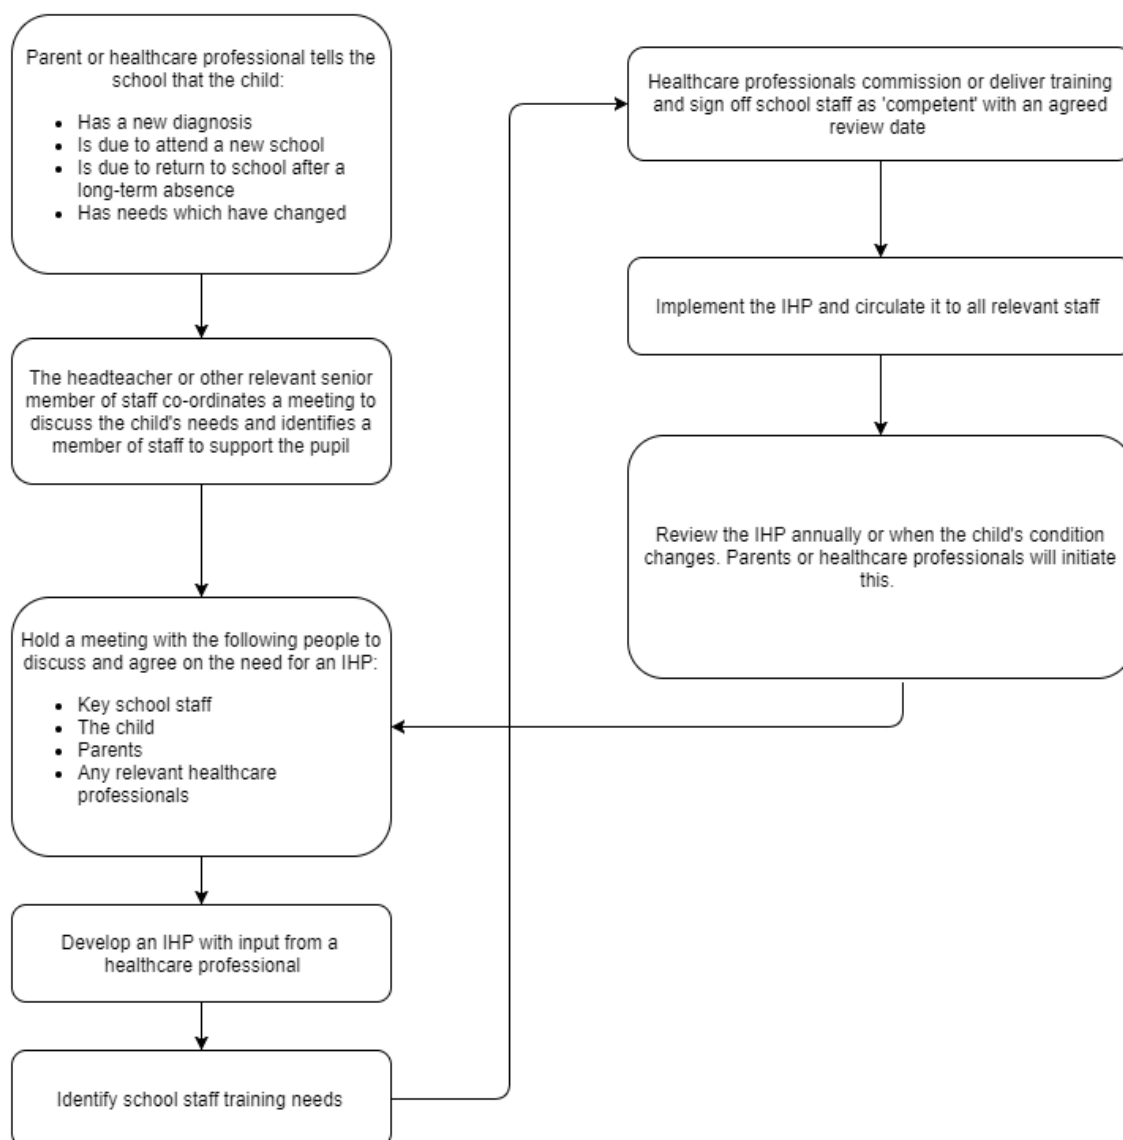 Parent or healthcare professional tells the
school that the child:
• Has a new diagnosis
• Is due to attend a new school
• Is due to return to school after a
long-term absence
• Has needs which have changed
The headteacher or other relevant senior
member of staff co-ordinates a meeting to
discuss the child's needs and identifies a
member of staff to support the pupil
Hold a meeting with the following people to
discuss and agree on the need for an IHP:
• Key school staff
• The child
• Parents
• Any relevant healthcare
professionals
Develop an IHP with input from a
healthcare professional
Identify school staff training needs
Healthcare professionals commission or deliver training
and sign off school staff as 'competent' with an agreed
review date
Implement the IHP and circulate it to all relevant staff
Review the IHP annually or when the child's condition
changes. Parents or healthcare professionals will initiate
this.